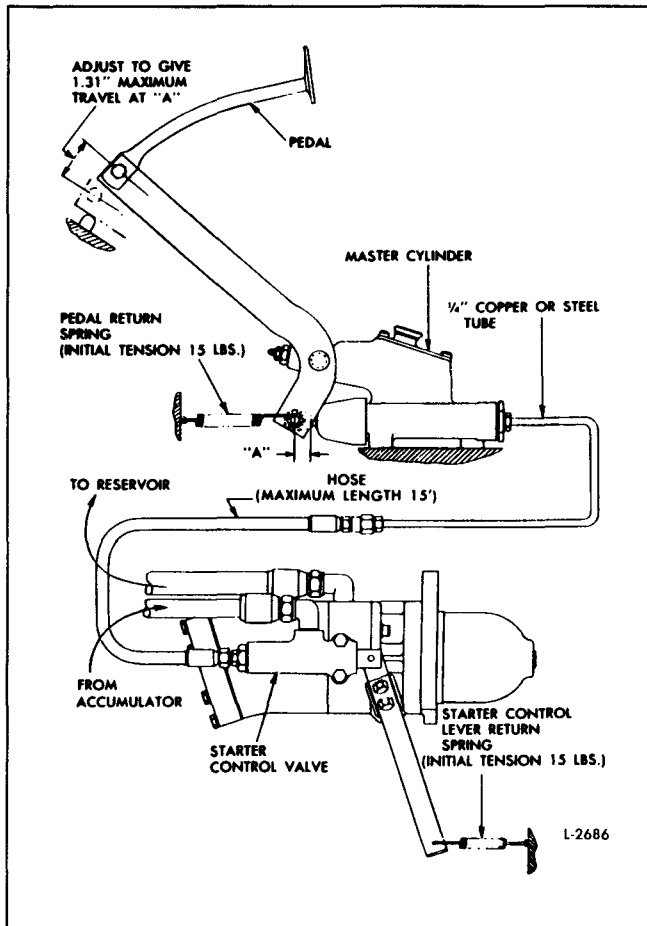 ADJUST TO GIVE
1.31" MAXIMUM
TRAVEL AT "A"
PEDAL
MASTER CYLINDER
¼" COPPER OR STEEL
TUBE
PEDAL RETURN
SPRING
(INITIAL TENSION 15 LBS.)
"A"
TO RESERVOIR
HOSE
(MAXIMUM LENGTH 15')
FROM
ACCUMULATOR
STARTER
CONTROL VALVE
STARTER CONTROL
LEVER RETURN
SPRING
(INITIAL TENSION 15 LBS.)
L-2686